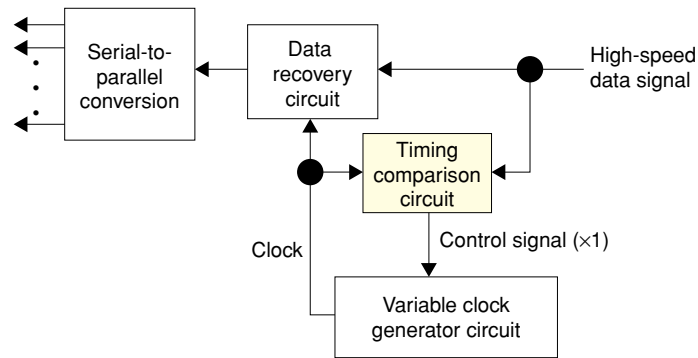 Serial-to-
parallel
conversion
Data
recovery
circuit
High-speed
data signal
Timing
comparison
circuit
Clock
Control signal (×1)
Variable clock
generator circuit